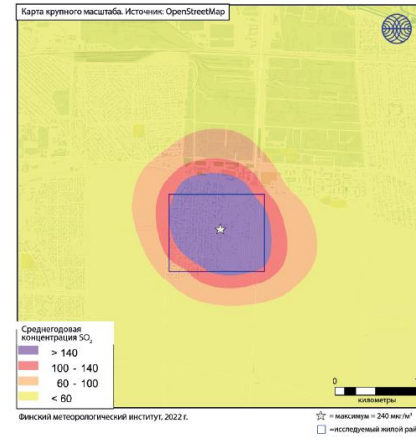 Карта крупного масштаба. Источник: OpenStreetMap
Среднегодовая
концентрация SO₂
> 140
100 - 140
60 - 100
< 60
0
километры
Финский метеорологический институт, 2022 г.
= максимум = 240 мкг/м³
=исследуемый жилой рай